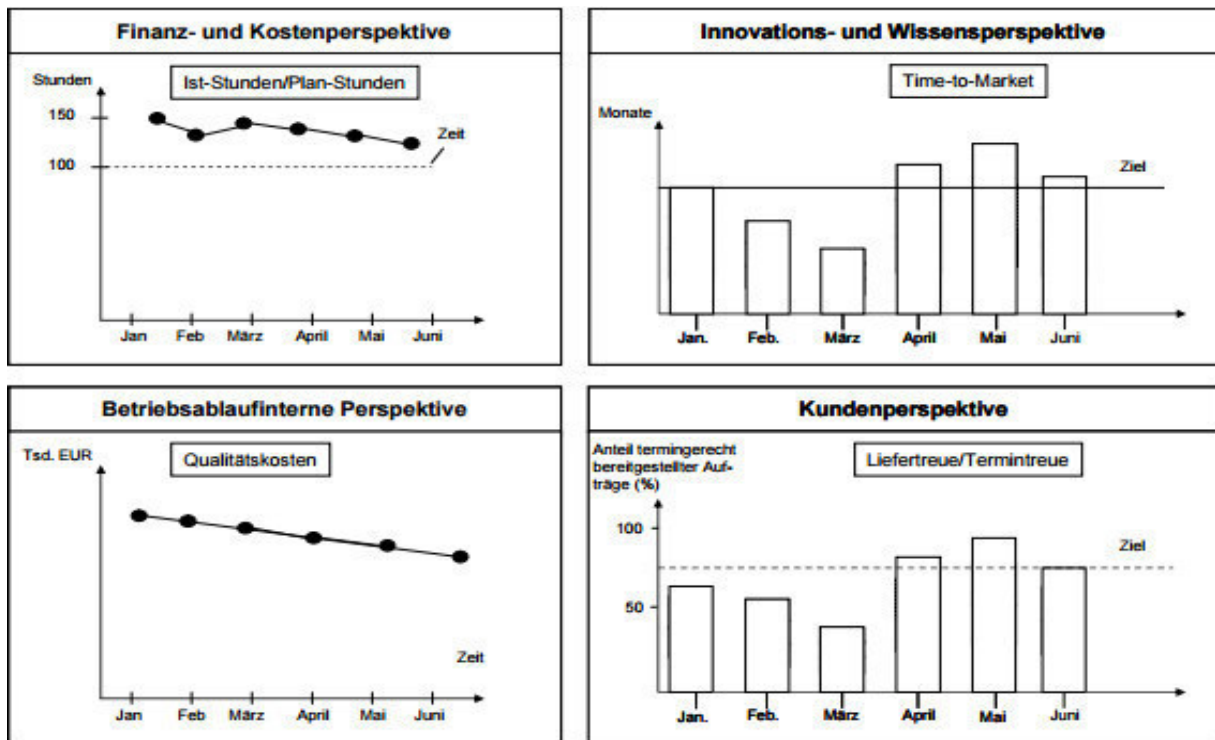 Finanz- und Kostenperspektive
Stunden
Ist-Stunden/Plan-Stunden
150
Zeit
100
Jan Feb März April Mai Juni
Innovations- und Wissensperspektive
Time-to-Market
Monate
Ziel
Jan. Feb. März April Mai Juni
Betriebsablaufinterne Perspektive
Tsd. EUR
Qualitätskosten
Zeit
Jan Feb März April Mai Juni
Kundenperspektive
Anteil termingerecht
bereitgestellter Auf-
träge (%)
Liefertreue/Termintreue
100
Ziel
50
Jan. Feb. März April Mai Juni